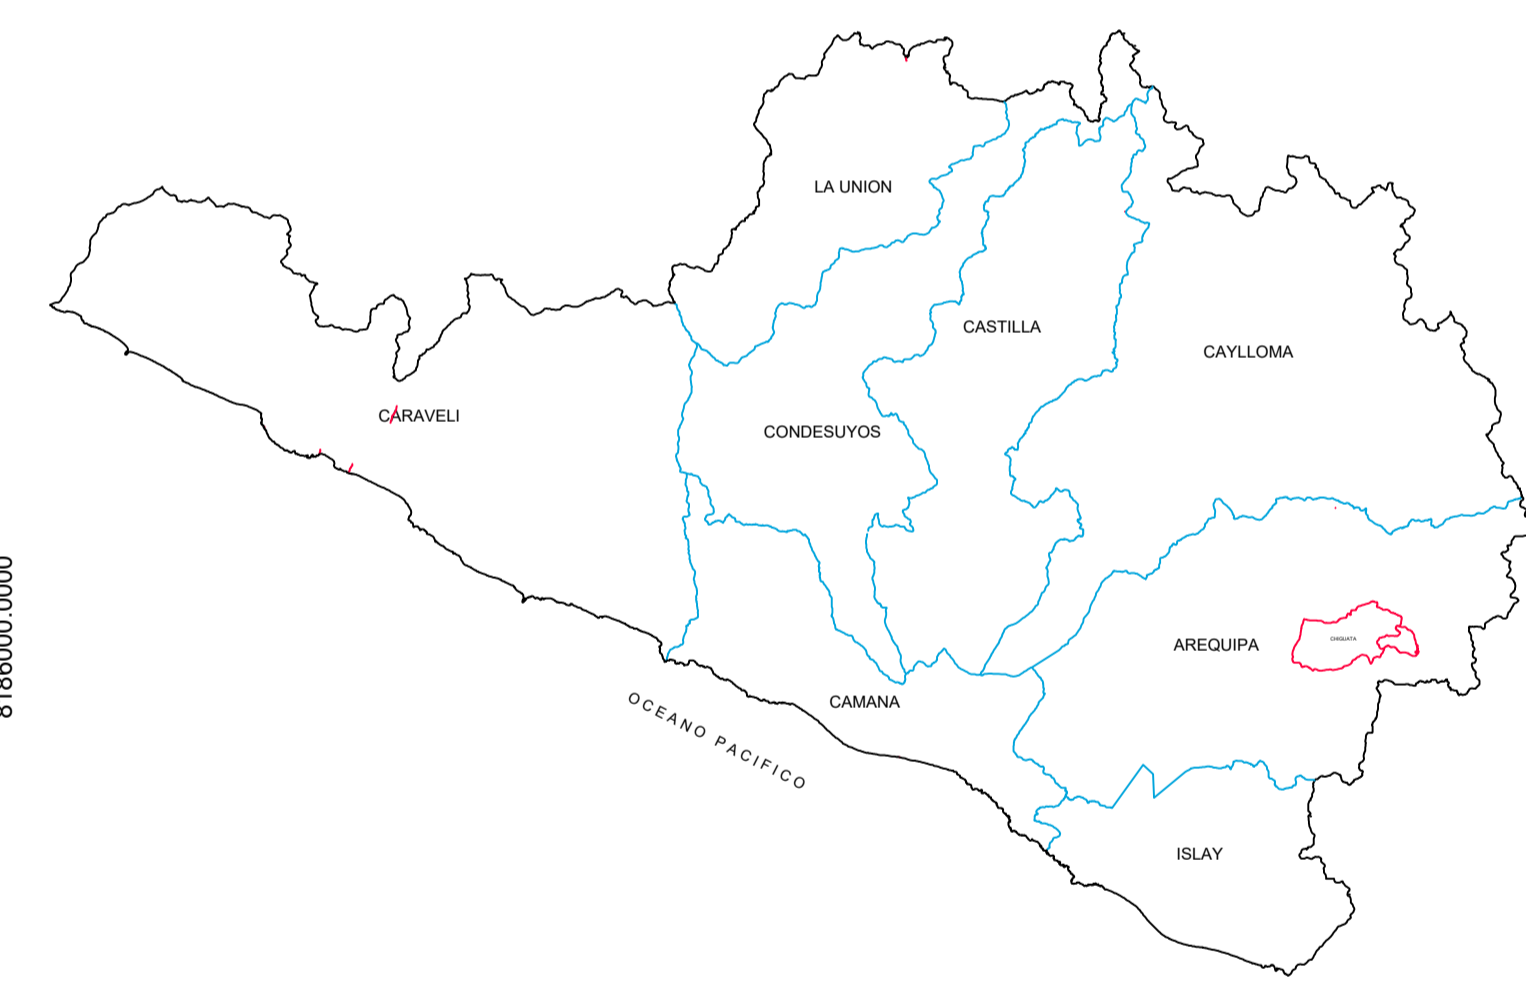 LA UNION
CASTILLA
CAYLLOMA
CARAVELI
CONDESUYOS
8186000.0000
CHIGUATA
AREQUIPA
CAMANA
OCEANO PACIFICO
ISLAY